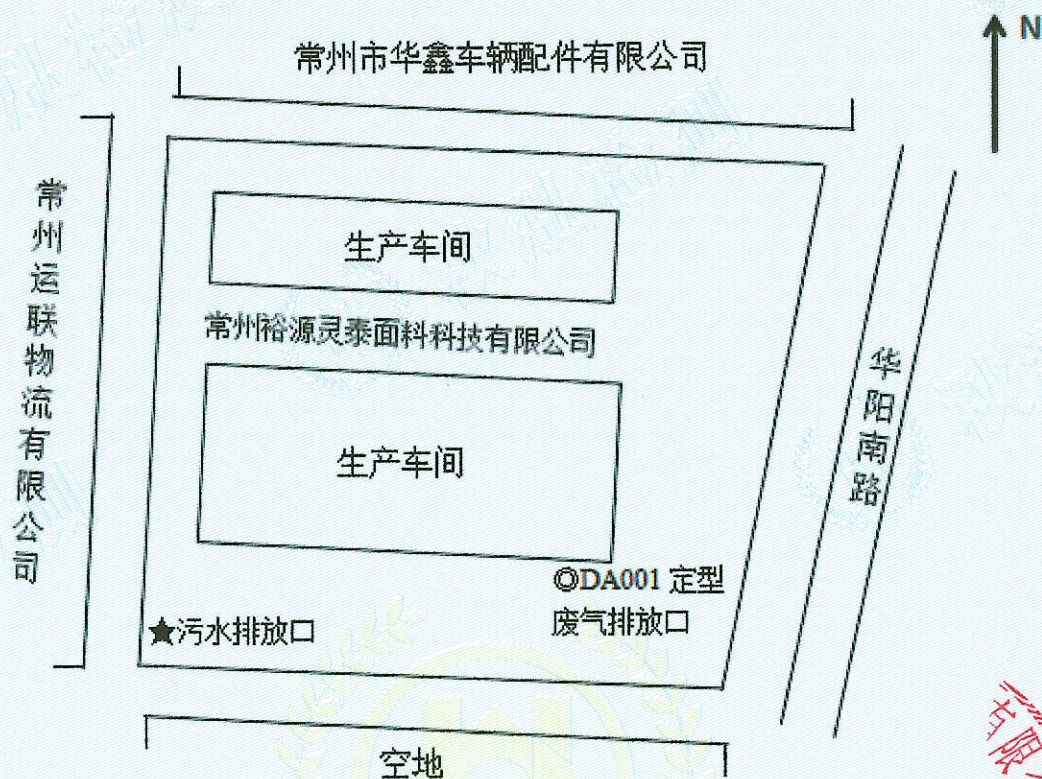 N
常州市华鑫车辆配件有限公司
常州运联物流有限公司
生产车间
常州裕源灵泰面料科技有限公司
生产车间
华阳南路
◎DA001 定型
废气排放口
★污水排放口
空地